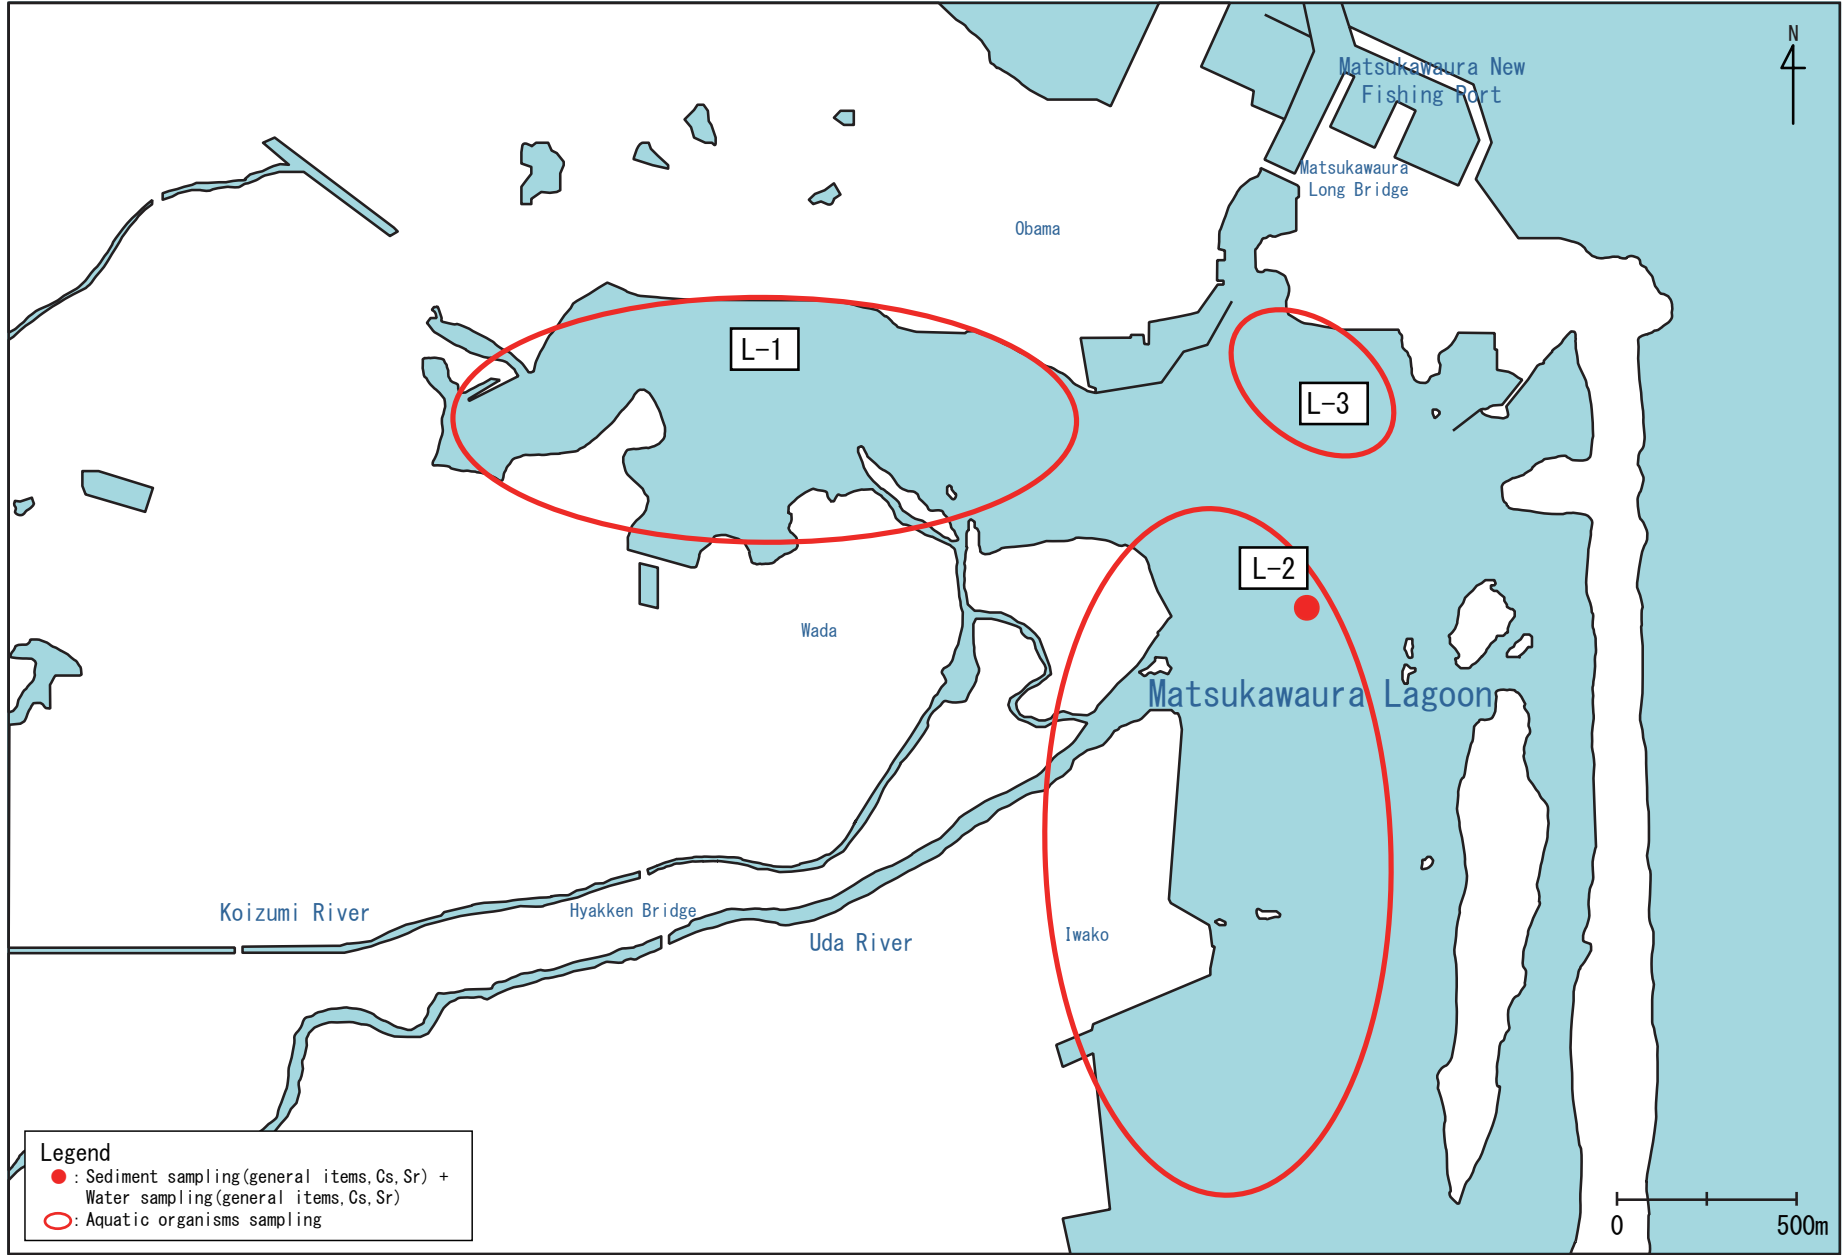 N
Matsukawaura New
Fishing Port
Matsukawaura
Long Bridge
Obama
L-1
L-3
L-2
Wada
Matsukawaura Lagoon
Koizumi River
Hyakken Bridge
Uda River
Iwako
Legend
: Sediment sampling(general items,Cs,Sr) +
Water sampling(general items,Cs,Sr)
: Aquatic organisms sampling
0 500m